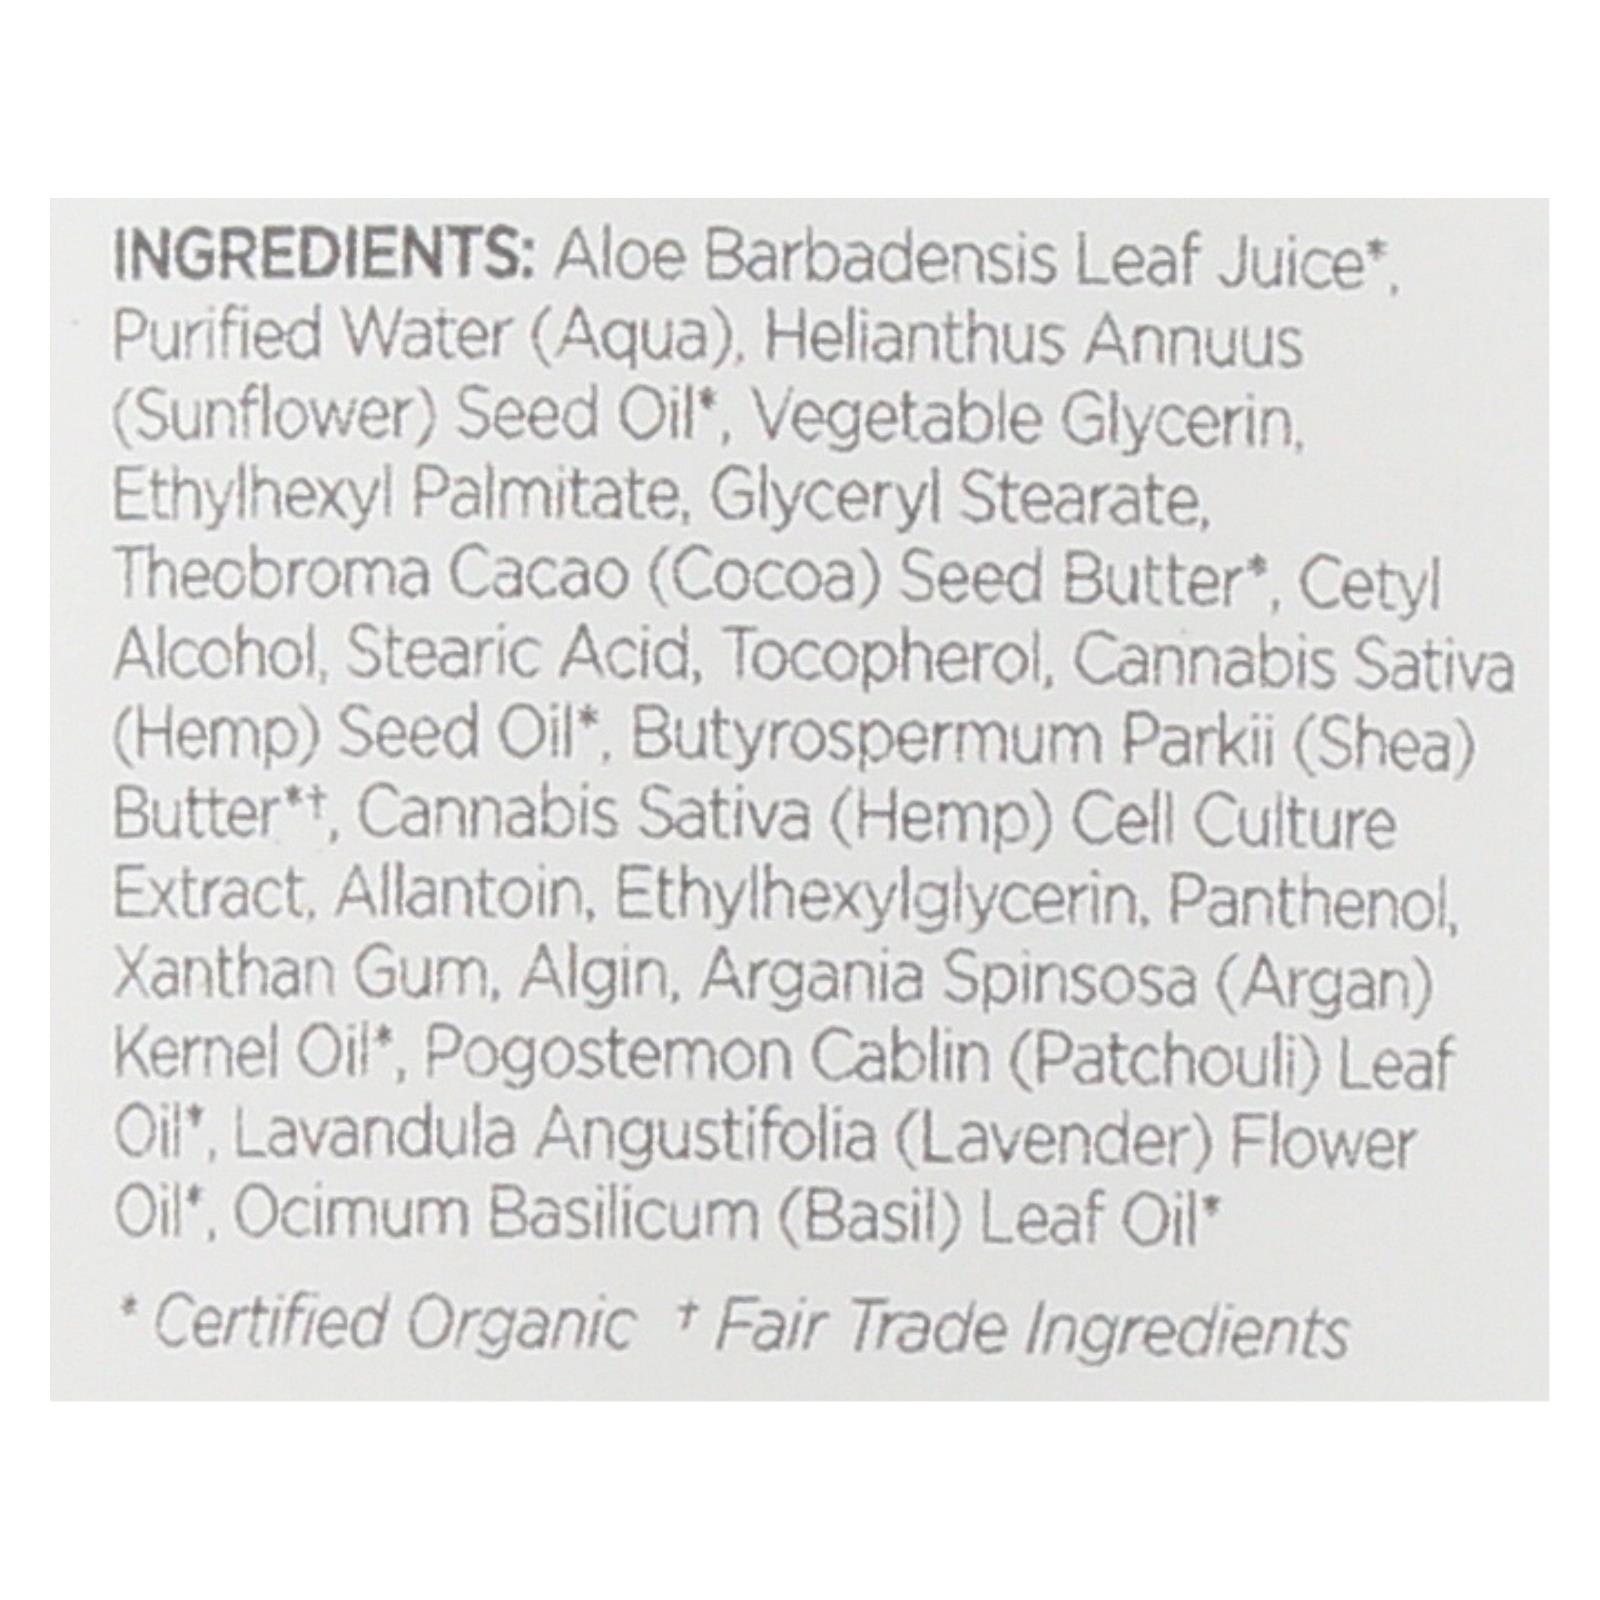 INGREDIENTS: Aloe Barbadensis Leaf Juice*,
Purified Water (Aqua), Helianthus Annuus
(Sunflower) Seed Oil*, Vegetable Glycerin,
Ethylhexyl Palmitate, Glyceryl Stearate,
Theobroma Cacao (Cocoa) Seed Butter*, Cetyl
Alcohol, Stearic Acid, Tocopherol, Cannabis Sativa
(Hemp) Seed Oil*, Butyrospermum Parkii (Shea)
Butter*†, Cannabis Sativa (Hemp) Cell Culture
Extract, Allantoin, Ethylhexylglycerin, Panthenol,
Xanthan Gum, Algin, Argania Spinsosa (Argan)
Kernel Oil*, Pogostemon Cablin (Patchouli) Leaf
Oil*, Lavandula Angustifolia (Lavender) Flower
Oil*, Ocimum Basilicum (Basil) Leaf Oil*
* Certified Organic † Fair Trade Ingredients